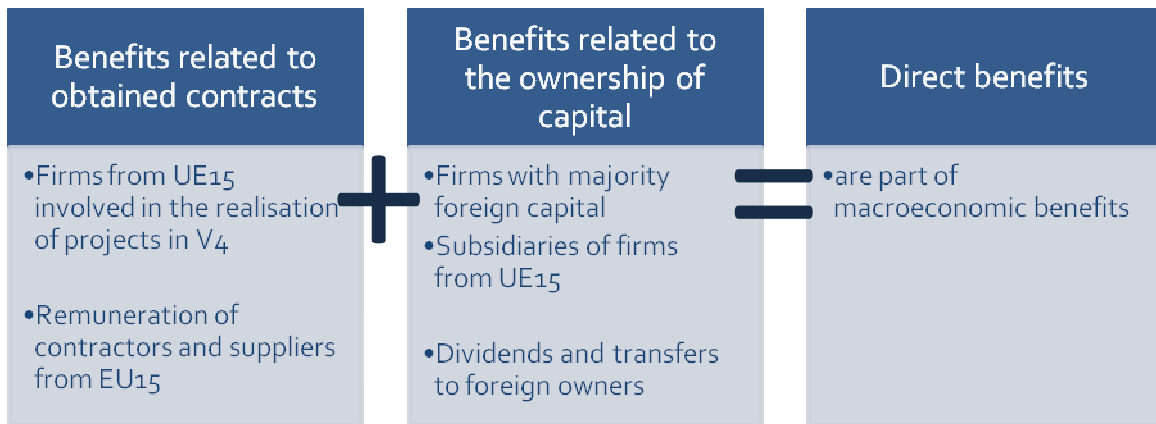 Benefits related to
obtained contracts
•Firms from UE15
involved in the realisation
of projects in V4
•Remuneration of
contractors and suppliers
from EU15
Benefits related to
the ownership of
capital
•Firms with majority
foreign capital
•Subsidiaries of firms
from UE15
•Dividends and transfers
to foreign owners
Direct benefits
•are part of
macroeconomic benefits